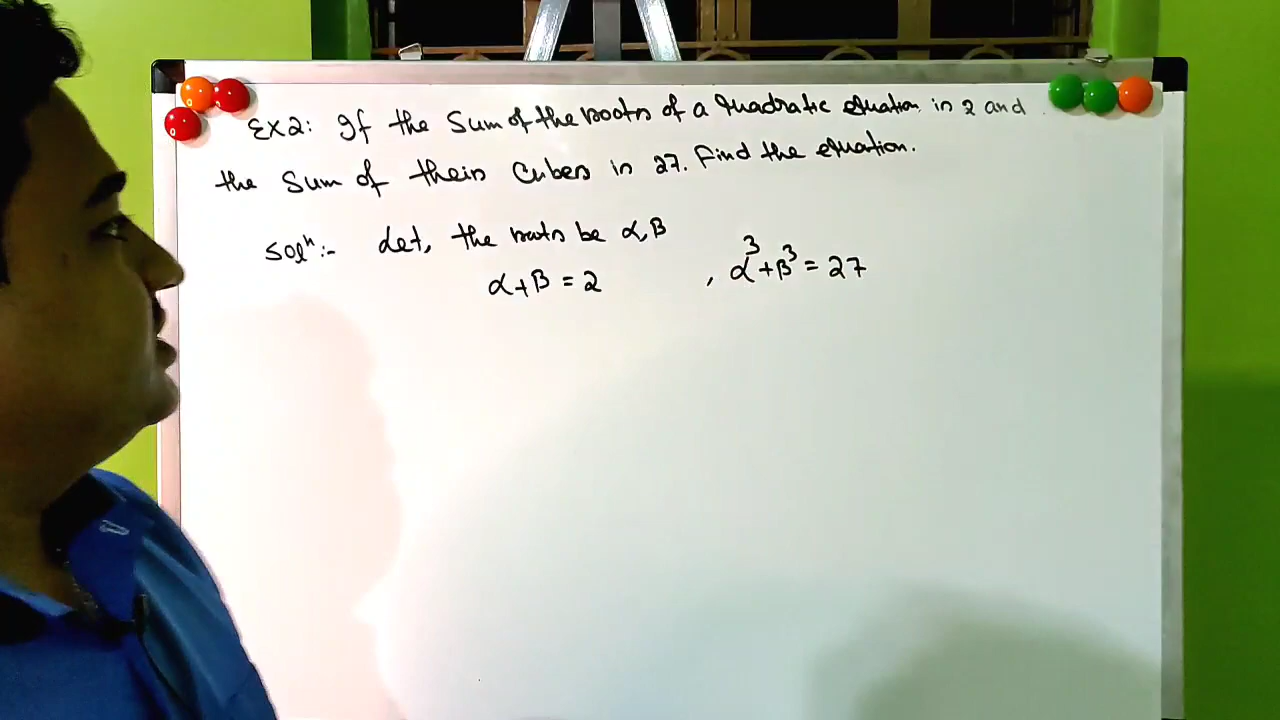 Ex2: If the Sum of the roots of a Quadratic equation is 2 and
the Sum of their Cubes is 27. Find the equation.
Solⁿ:- Let, the roots be α, β
α+β = 2 , α³+β³ = 27